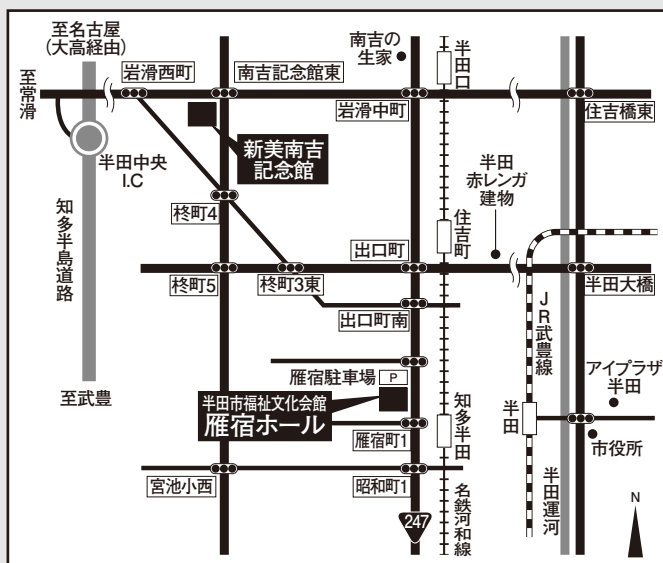 至名古屋
(大高経由)
至常滑
岩滑西町
南吉記念館東
南吉の
生家
半田口
岩滑中町
住吉橋東
新美南吉
記念館
半田中央
I.C
半田
赤レンガ
建物
知多半島道路
柊町4
住吉町
出口町
柊町5
柊町3東
半田大橋
出口町南
JR武豊線
雁宿駐車場
P
アイプラザ
半田
至武豊
半田市福祉文化会館
雁宿ホール
知多半田
半田
雁宿町1
市役所
宮池小西
昭和町1
名鉄河和線
半田運河
247
N